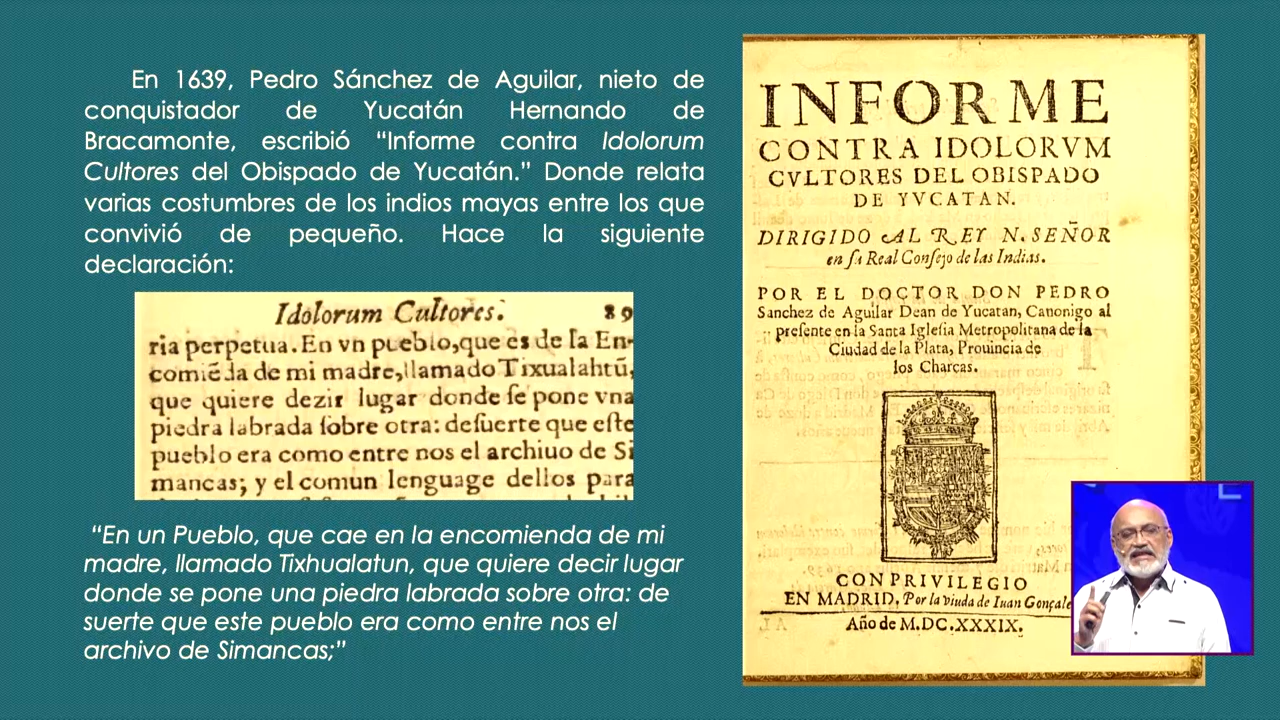 En 1639, Pedro Sánchez de Aguilar, nieto de
conquistador de Yucatán Hernando de
Bracamonte, escribió “Informe contra Idolorum
Cultores del Obispado de Yucatán.” Donde relata
varias costumbres de los indios mayas entre los que
convivió de pequeño. Hace la siguiente
declaración:
Idolorum Cultores. 89
ria perpetua. En vn pueblo, que es de la En-
comiẽda de mi madre, llamado Tixualahtũ,
que quiere dezir lugar donde ſe pone vna
piedra labrada ſobre otra: deſuerte que eſte
pueblo era como entre nos el archiuo de Si
mancas; y el comun lenguage dellos para
“En un Pueblo, que cae en la encomienda de mi
madre, llamado Tixhualatun, que quiere decir lugar
donde se pone una piedra labrada sobre otra: de
suerte que este pueblo era como entre nos el
archivo de Simancas;”
INFORME
CONTRA IDOLORVM
CVLTORES DEL OBISPADO
DE YVCATAN.
DIRIGIDO AL REY N. SEÑOR
en ſu Real Conſejo de las Indias.
POR EL DOCTOR DON PEDRO
Sanchez de Aguilar Dean de Yucatan, Canonigo al
preſente en la Santa Igleſia Metropolitana de la
Ciudad de la Plata, Prouincia de
los Charcas.
CON PRIVILEGIO
EN MADRID, Por la viuda de Iuan Gonçale
Año de M.DC.XXXIX.